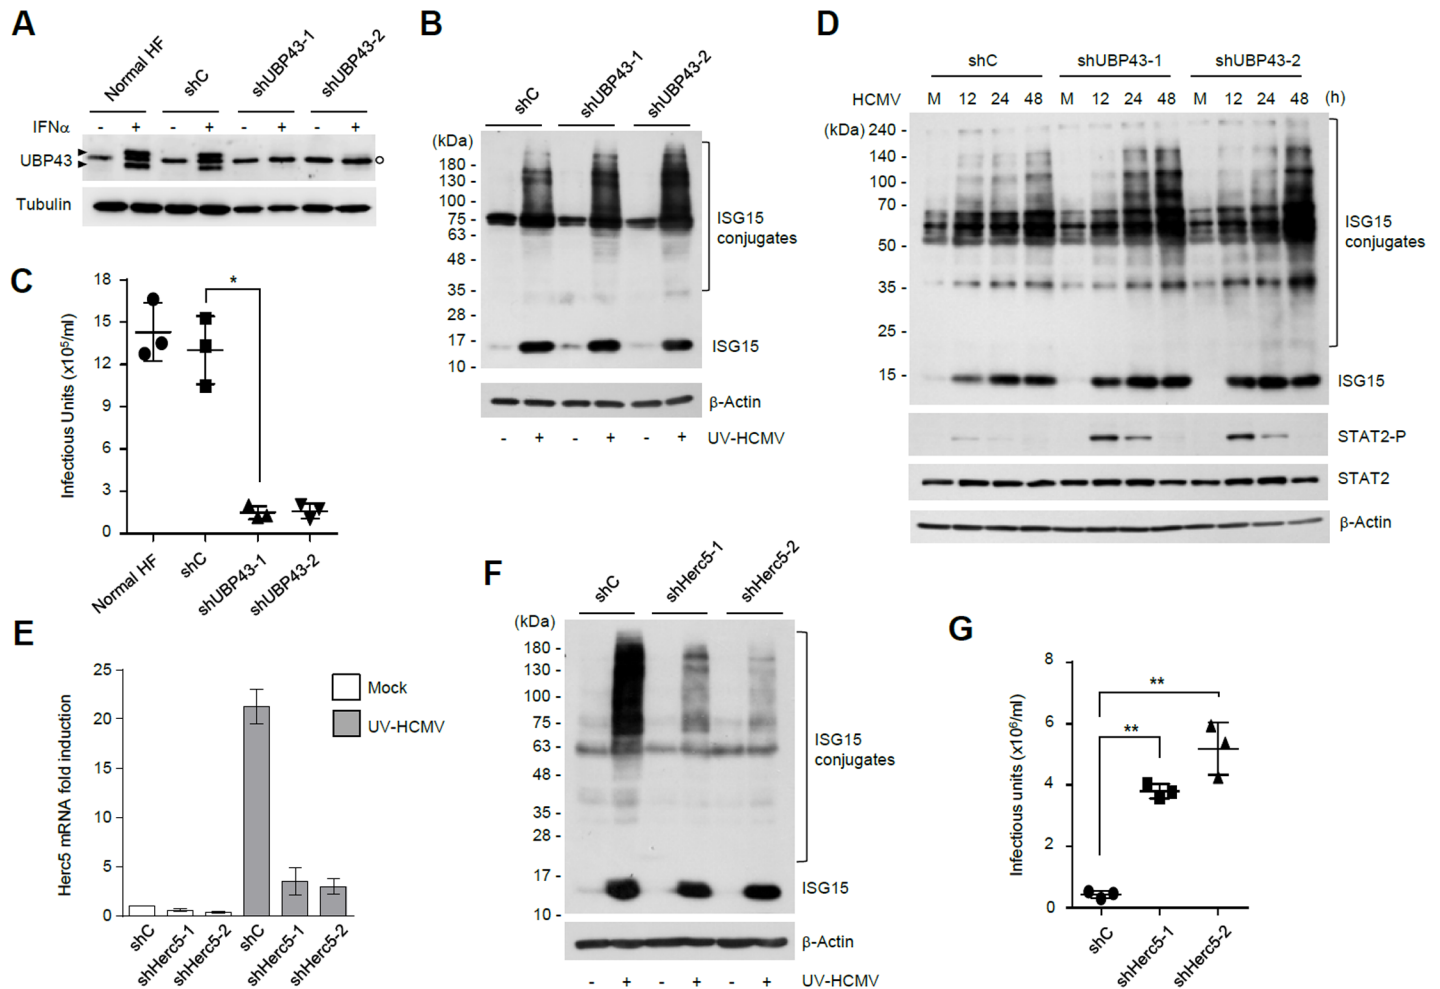 A
Normal HF
shC
shUBP43-1
shUBP43-2
IFNα - + - + - + - +
UBP43
Tubulin
B
shC
shUBP43-1
shUBP43-2
(kDa)
180 -
130 -
100 -
75 -
63 -
48 -
35 -
28 -
17 -
10 -
ISG15
conjugates
ISG15
β-Actin
- + - + - + UV-HCMV
C
Infectious Units (x10⁵/ml)
18
15
12
9
6
3
0
*
Normal HF
shC
shUBP43-1
shUBP43-2
D
shC shUBP43-1 shUBP43-2
HCMV M 12 24 48 M 12 24 48 M 12 24 48 (h)
(kDa) 240 -
140 -
100 -
70 -
50 -
35 -
25 -
15 -
ISG15
conjugates
ISG15
STAT2-P
STAT2
β-Actin
E
Herc5 mRNA fold induction
25
20
15
10
5
0
Mock
UV-HCMV
shC
shHerc5-1
shHerc5-2
shC
shHerc5-1
shHerc5-2
F
shC
shHerc5-1
shHerc5-2
(kDa)
180 -
130 -
100 -
75 -
63 -
48 -
35 -
28 -
17 -
10 -
ISG15
conjugates
ISG15
β-Actin
- + - + - + UV-HCMV
G
Infectious units (x10⁶/ml)
8
6
4
2
0
**
**
shC
shHerc5-1
shHerc5-2